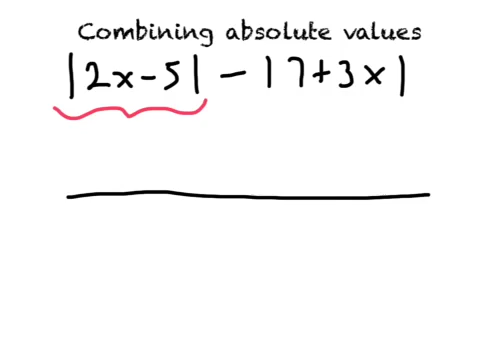 Combining absolute values
|2x-5| - |7+3x|